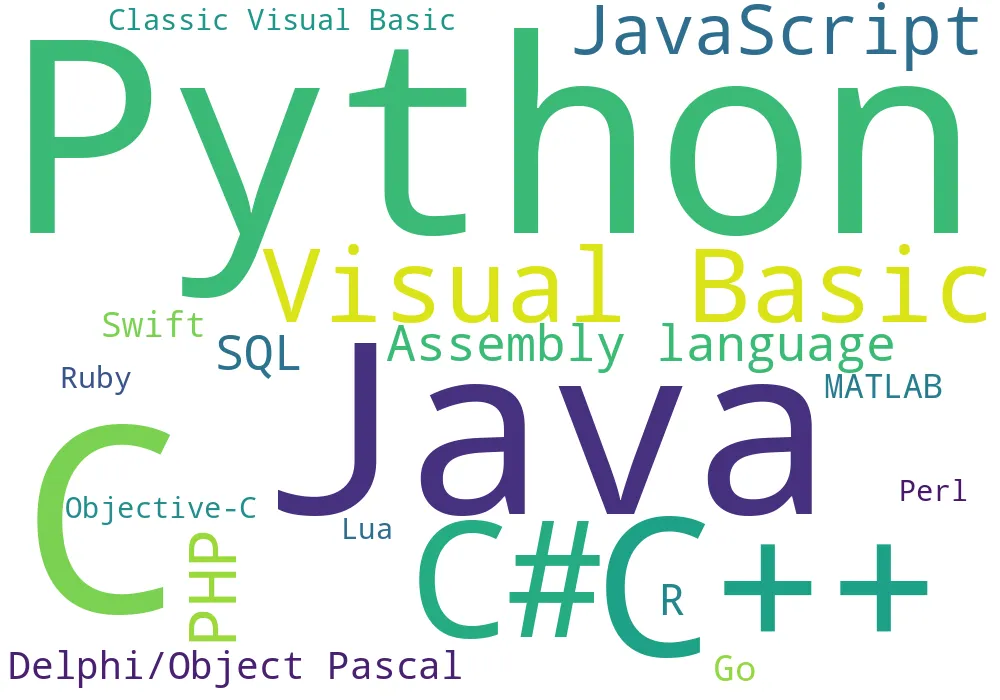 Classic Visual Basic
JavaScript
Python
Visual Basic
Swift
SQL
Assembly language
Ruby
MATLAB
Java
C
Objective-C
Perl
Lua
PHP
C#
C++
R
Delphi/Object Pascal
Go